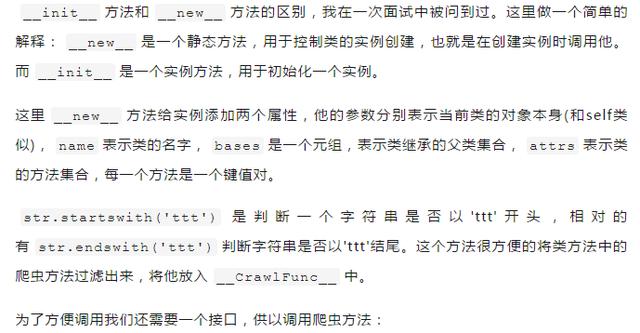 __init__ 方法和 __new__ 方法的区别，我在一次面试中被问到过。这里做一个简单的
解释：__new__ 是一个静态方法，用于控制类的实例创建，也就是在创建实例时调用他。
而 __init__ 是一个实例方法，用于初始化一个实例。
这里 __new__ 方法给实例添加两个属性，他的参数分别表示当前类的对象本身(和self类
似)，name 表示类的名字，bases 是一个元组，表示类继承的父类集合，attrs 表示类
的方法集合，每一个方法是一个键值对。
str.startswith('ttt') 是判断一个字符串是否以'ttt'开头，相对的
有 str.endswith('ttt') 判断字符串是否以'ttt'结尾。这个方法很方便的将类方法中的
爬虫方法过滤出来，将他放入 __CrawlFunc__ 中。
为了方便调用我们还需要一个接口，供以调用爬虫方法：